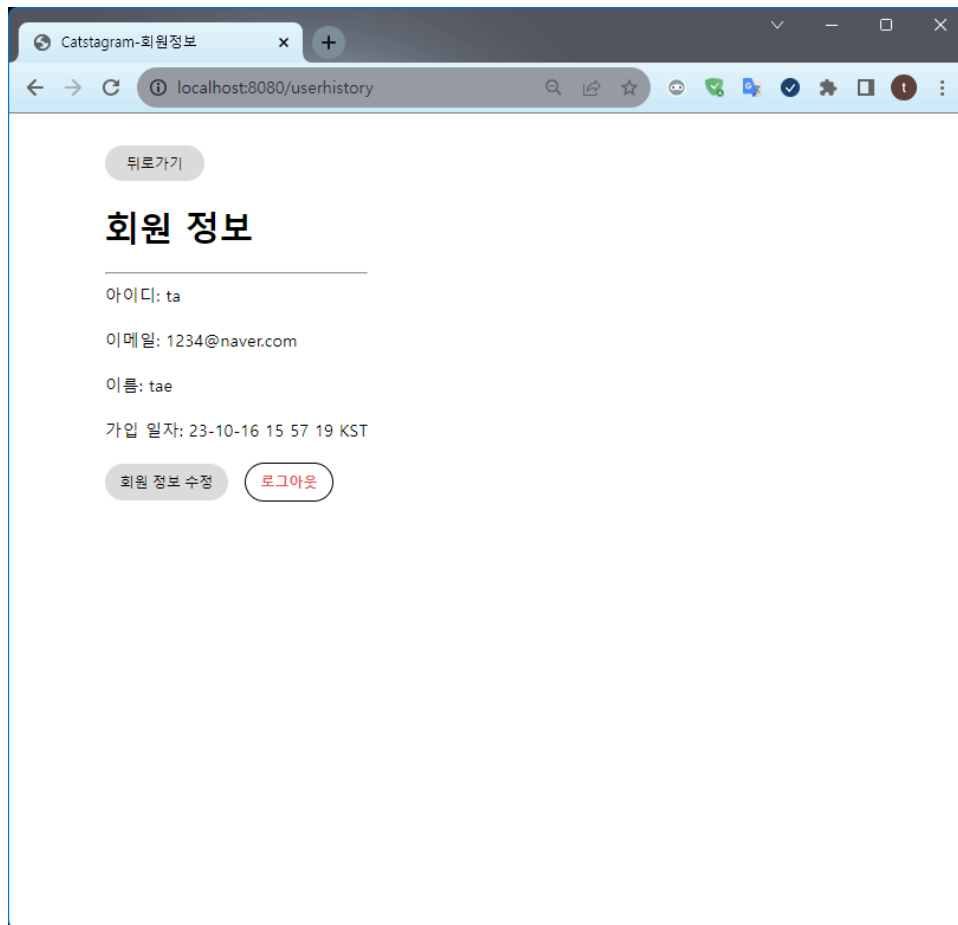 Catstagram-회원정보
localhost:8080/userhistory
t
뒤로가기
회원 정보
아이디: ta
이메일: 1234@naver.com
이름: tae
가입 일자: 23-10-16 15 57 19 KST
회원 정보 수정 로그아웃